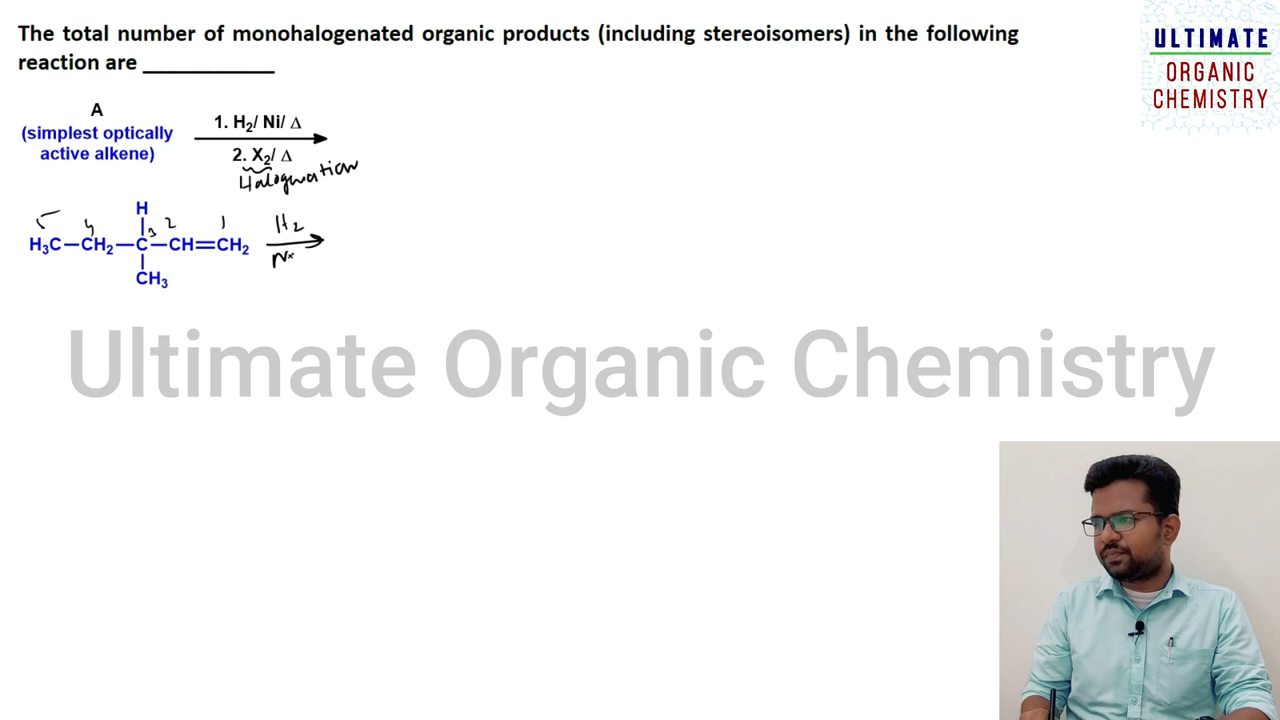 The total number of monohalogenated organic products (including stereoisomers) in the following
reaction are ____________
ULTIMATE
ORGANIC
CHEMISTRY
A
(simplest optically
active alkene)
1. H2/ Ni/ Δ
2. X2/ Δ
Halogenation
H
5 4 3 2 1
H3C—CH2—C—CH=CH2
CH3
H2
Ultimate Organic Chemistry